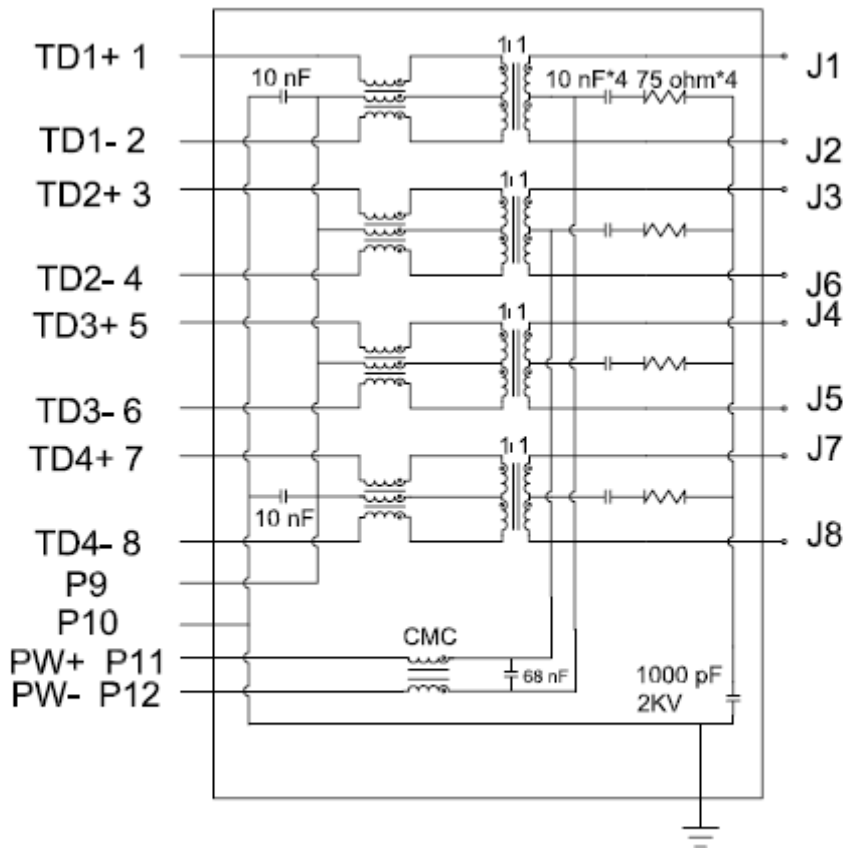 TD1+ 1
1:1
J1
10 nF
10 nF*4 75 ohm*4
TD1- 2
J2
TD2+ 3
1:1
J3
TD2- 4
J6
TD3+ 5
1:1
J4
TD3- 6
J5
TD4+ 7
1:1
J7
10 nF
TD4- 8
J8
P9
P10
CMC
PW+ P11
68 nF
PW- P12
1000 pF
2KV